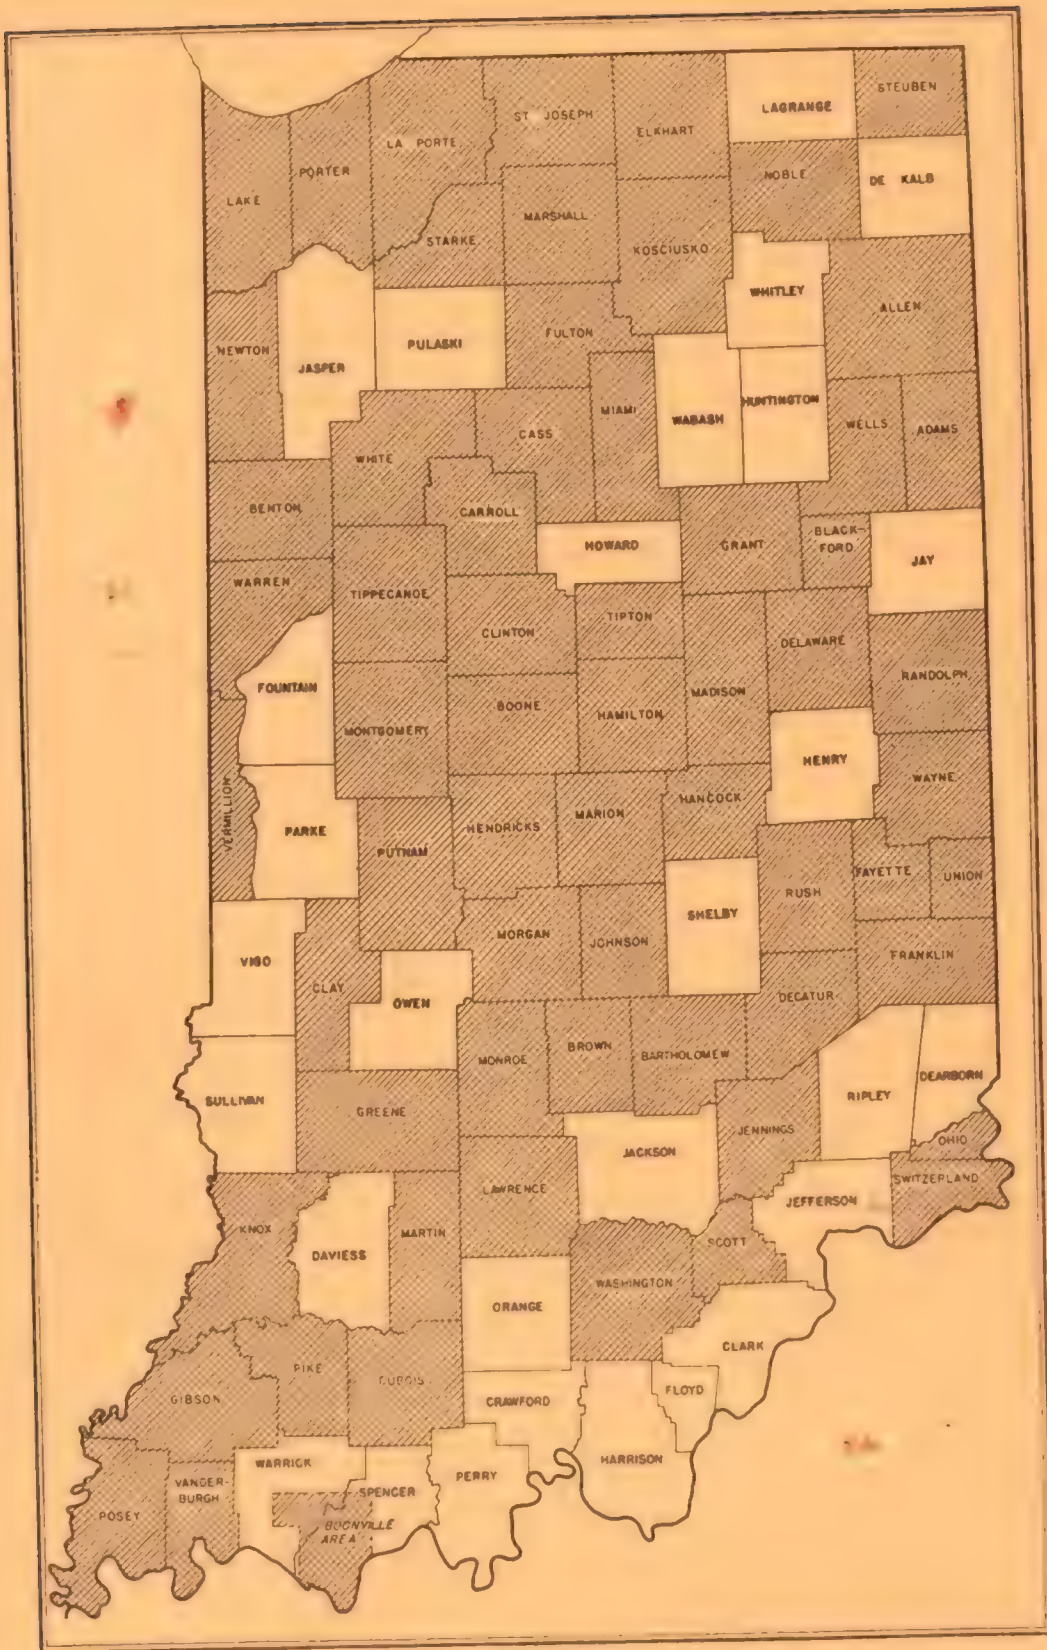 LAGRANGE
STEUBEN
ST. JOSEPH
ELKHART
LA PORTE
PORTER
LAKE
NOBLE
DE KALB
MARSHALL
STARKE
KOSCIUSKO
WHITLEY
ALLEN
FULTON
PULASKI
NEWTON
JASPER
HUNTINGTON
WABASH
MIAMI
WELLS
ADAMS
CASS
WHITE
BENTON
CARROLL
HOWARD
GRANT
BLACK-
FORD
JAY
WARREN
TIPPECANOE
CLINTON
TIPTON
DELAWARE
RANDOLPH
FOUNTAIN
MADISON
MONTGOMERY
BOONE
HAMILTON
HENRY
WAYNE
VERMILLION
PARKE
HENDRICKS
MARION
HANCOCK
PUTNAM
RUSH
FAYETTE
UNION
SHELBY
MORGAN
JOHNSON
FRANKLIN
VIGO
CLAY
OWEN
DECATUR
MONROE
BROWN
BARTHOLOMEW
DEARBORN
RIPLEY
SULLIVAN
GREENE
JACKSON
JENNINGS
OHIO
LAWRENCE
SWITZERLAND
JEFFERSON
KNOX
MARTIN
DAVIESS
SCOTT
WASHINGTON
ORANGE
CLARK
PIKE
DUBOIS
GIBSON
CRAWFORD
FLOYD
WARRICK
PERRY
HARRISON
VANDER-
BURGH
SPENCER
POSEY
BOONVILLE
AREA